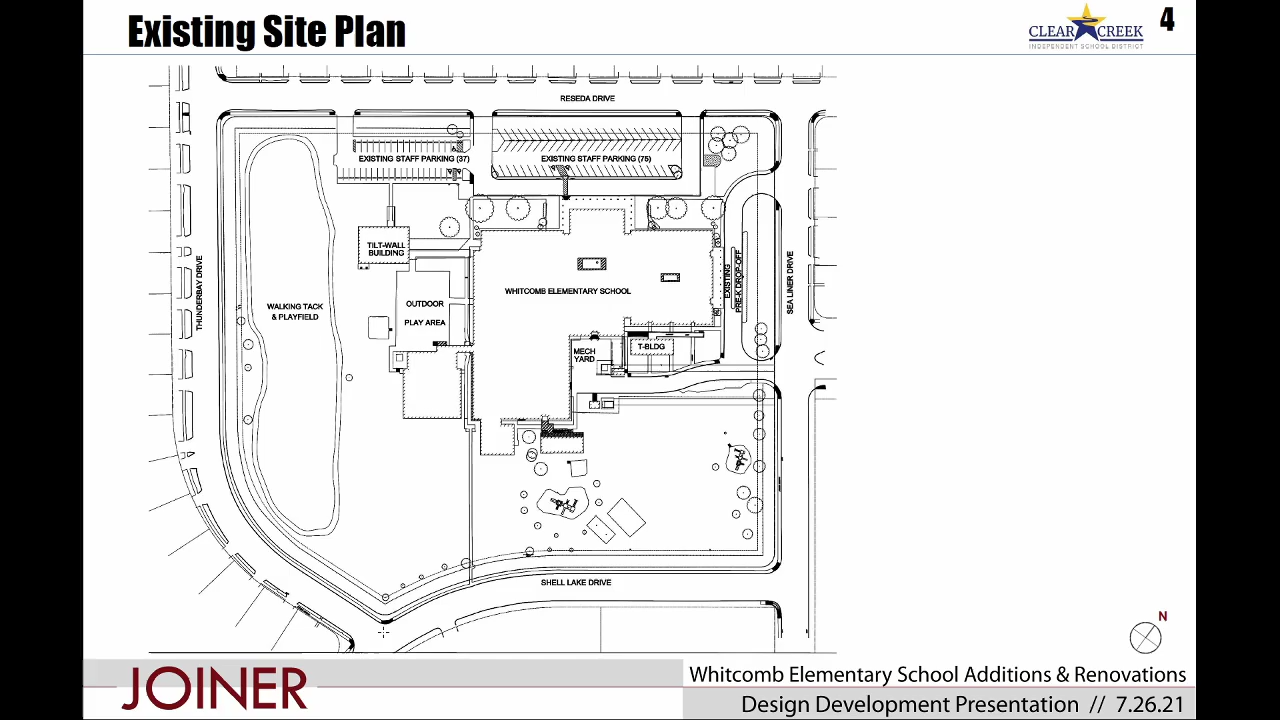 Existing Site Plan
CLEAR CREEK
INDEPENDENT SCHOOL DISTRICT
4
RESEDA DRIVE
EXISTING STAFF PARKING (37)
EXISTING STAFF PARKING (75)
TILT-WALL
BUILDING
THUNDERBAY DRIVE
WALKING TACK
& PLAYFIELD
OUTDOOR
PLAY AREA
WHITCOMB ELEMENTARY SCHOOL
EXISTING
PRE-K DROP-OFF
SEA LINER DRIVE
MECH
YARD
T-BLDG
SHELL LAKE DRIVE
N
JOINER
Whitcomb Elementary School Additions & Renovations
Design Development Presentation // 7.26.21